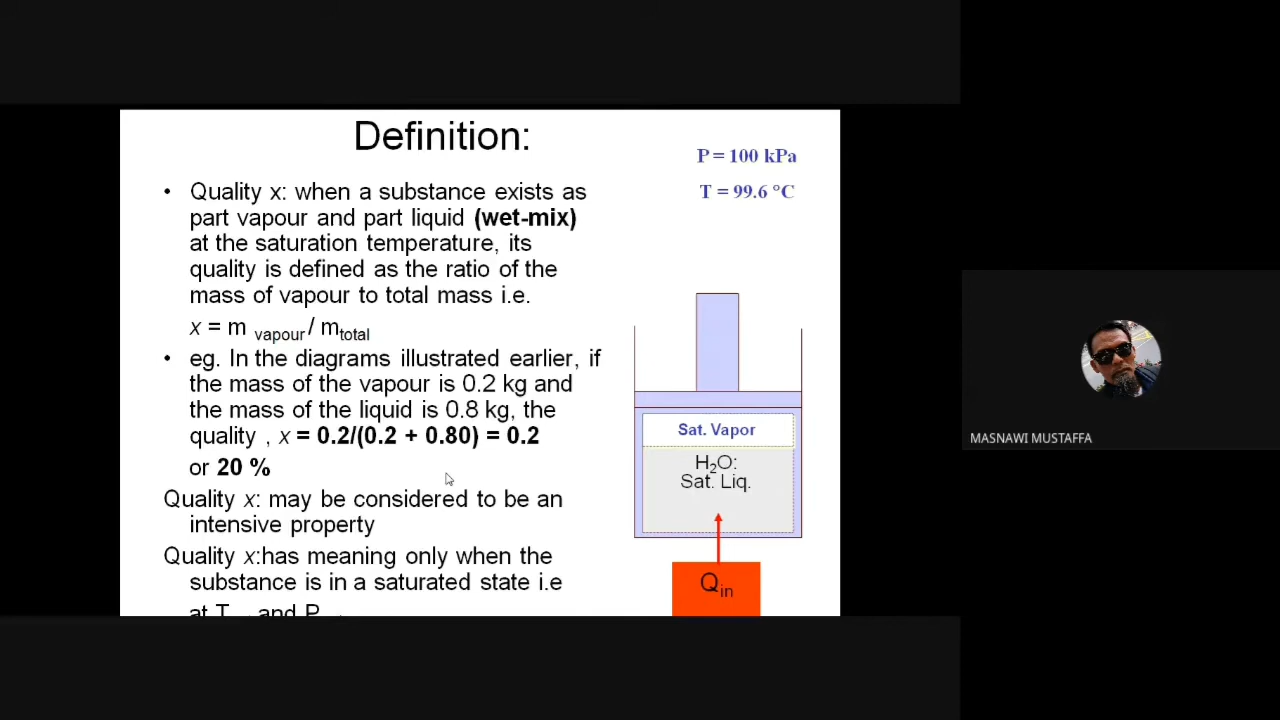 Definition:
P = 100 kPa
T = 99.6 °C
• Quality x: when a substance exists as
part vapour and part liquid (wet-mix)
at the saturation temperature, its
quality is defined as the ratio of the
mass of vapour to total mass i.e.
x = m vapour / mtotal
• eg. In the diagrams illustrated earlier, if
the mass of the vapour is 0.2 kg and
the mass of the liquid is 0.8 kg, the
quality , x = 0.2/(0.2 + 0.80) = 0.2
or 20 %
Quality x: may be considered to be an
intensive property
Quality x:has meaning only when the
substance is in a saturated state i.e
at T and P
Sat. Vapor
H2O:
Sat. Liq.
Qin
MASNAWI MUSTAFFA